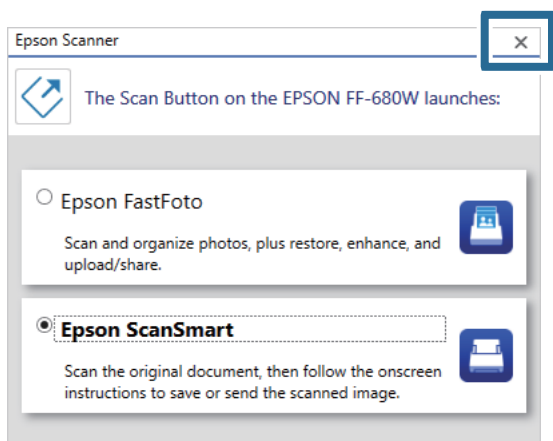 Epson Scanner
The Scan Button on the EPSON FF-680W launches:
Epson FastFoto
Scan and organize photos, plus restore, enhance, and
upload/share.
Epson ScanSmart
Scan the original document, then follow the onscreen
instructions to save or send the scanned image.